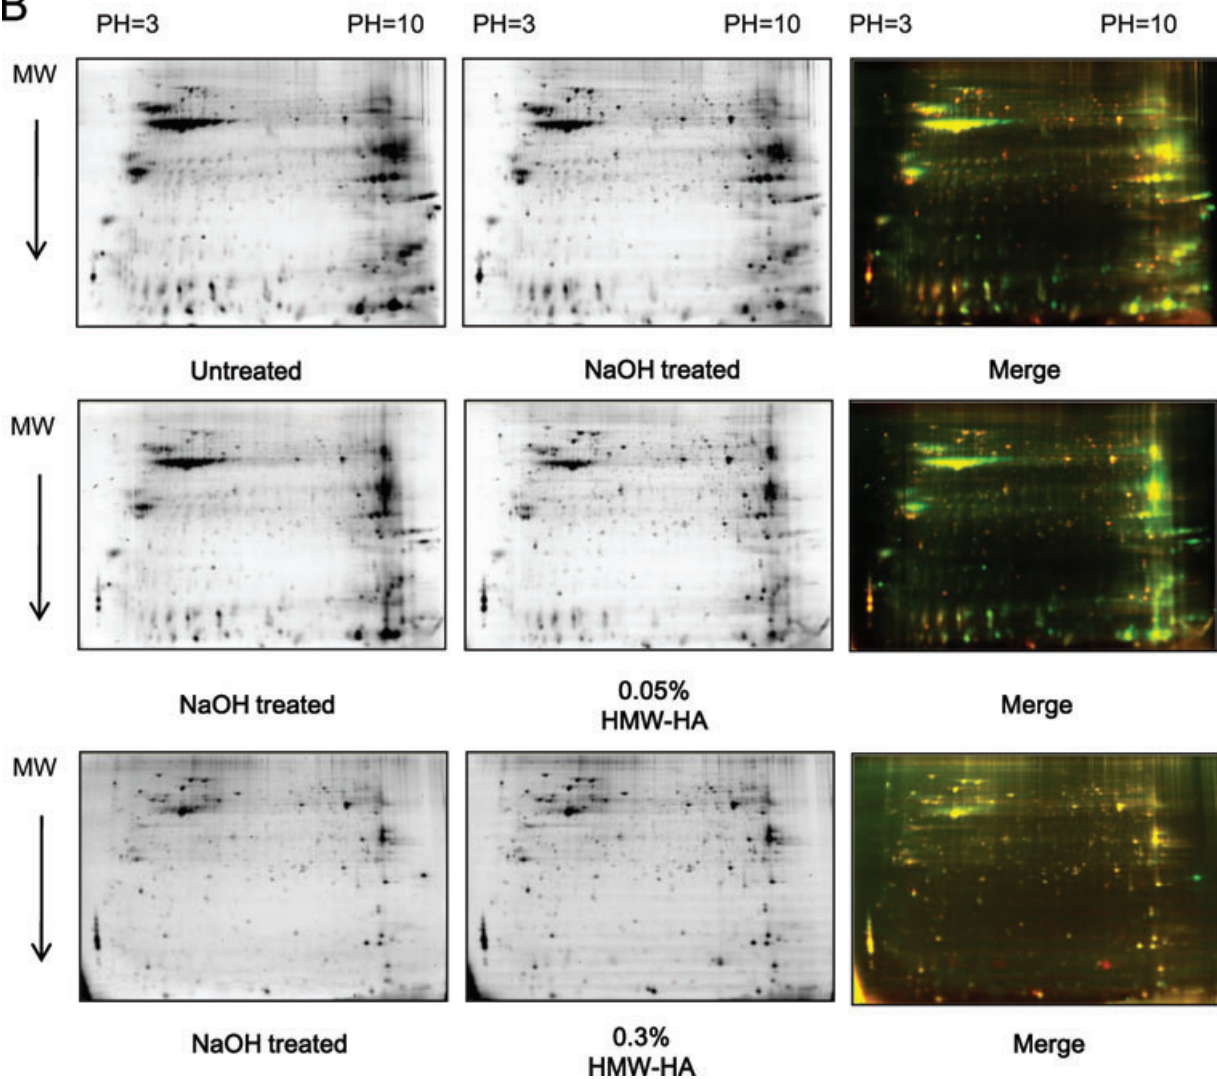 B
PH=3 PH=10 PH=3 PH=10 PH=3 PH=10
MW
Untreated NaOH treated Merge
MW
NaOH treated 0.05% HMW-HA Merge
MW
NaOH treated 0.3% HMW-HA Merge